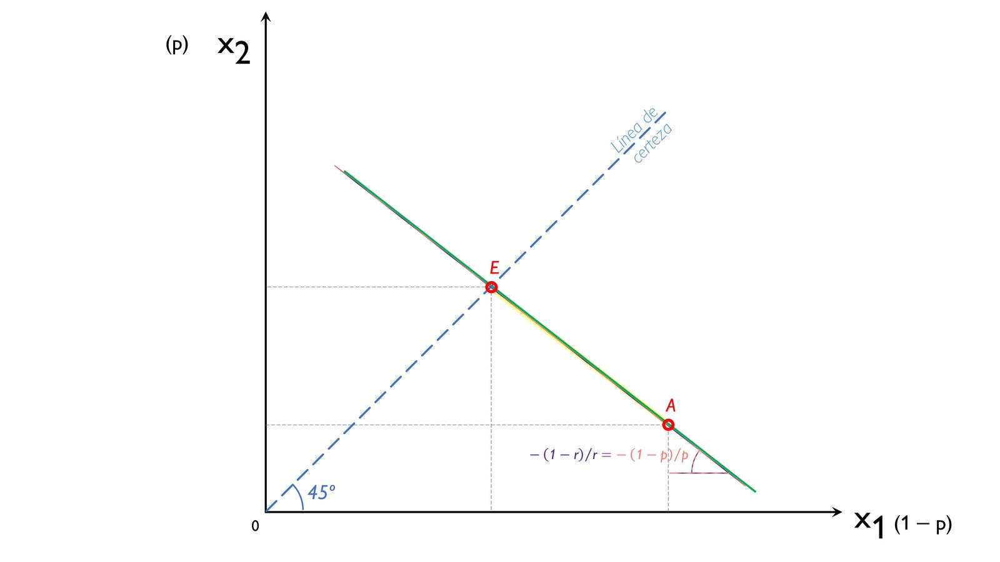 (p) x2
Línea de
certeza
E
A
– (1 – r)/r = – (1 – p)/p
45º
0
x1 (1 – p)